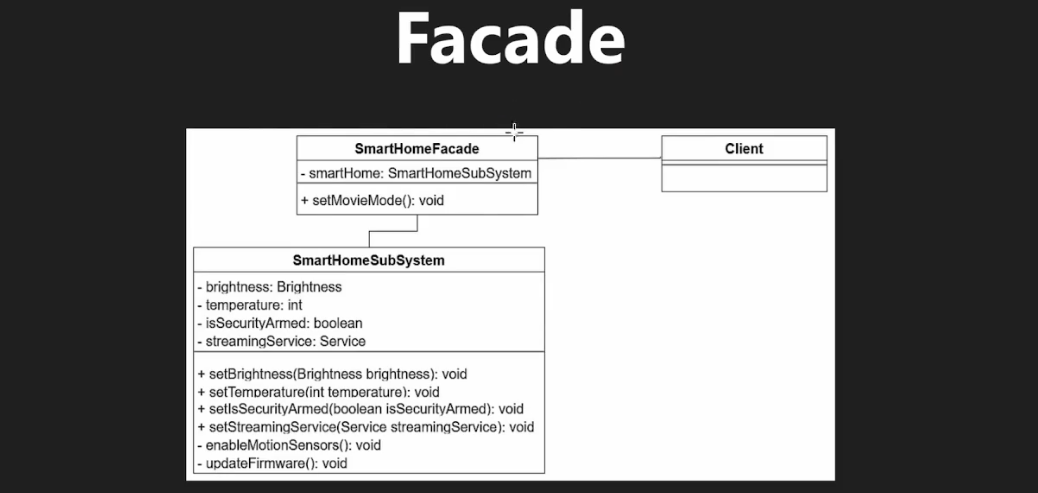 Facade
SmartHomeFacade
- smartHome: SmartHomeSubSystem
+ setMovieMode(): void
Client
SmartHomeSubSystem
- brightness: Brightness
- temperature: int
- isSecurityArmed: boolean
- streamingService: Service
+ setBrightness(Brightness brightness): void
+ setTemperature(int temperature): void
+ setIsSecurityArmed(boolean isSecurityArmed): void
+ setStreamingService(Service streamingService): void
- enableMotionSensors(): void
- updateFirmware(): void